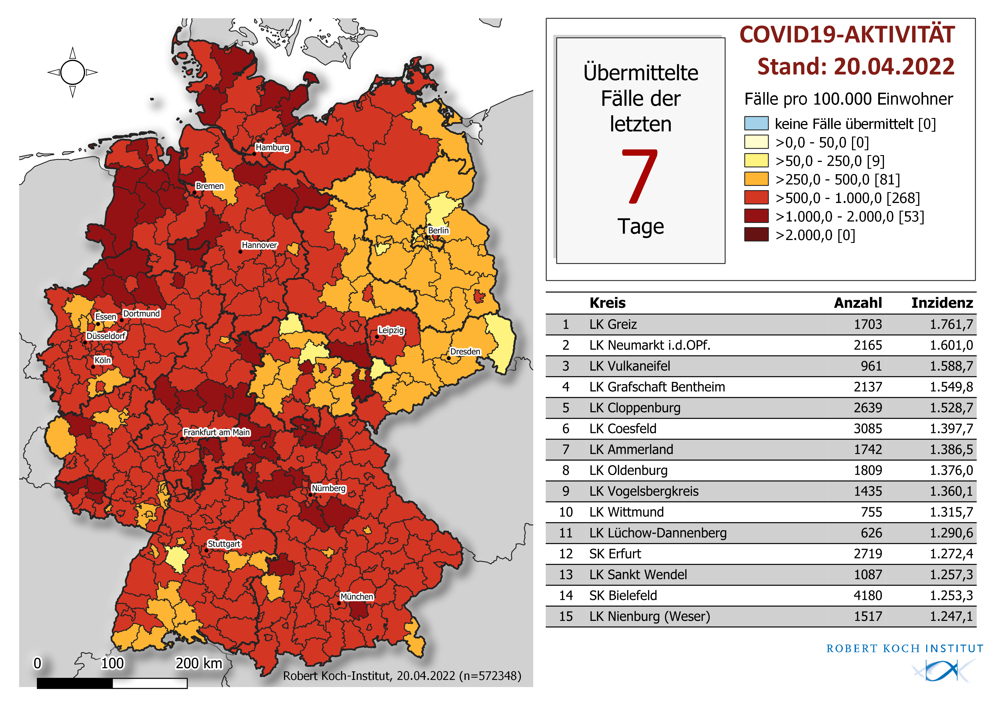 Hamburg
Bremen
Berlin
Hannover
Essen
Dortmund
Düsseldorf
Leipzig
Köln
Dresden
Frankfurt am Main
Nürnberg
Stuttgart
München
0 100 200 km
Robert Koch-Institut, 20.04.2022 (n=572348)
Übermittelte
Fälle der
letzten
7
Tage
COVID19-AKTIVITÄT
Stand: 20.04.2022
Fälle pro 100.000 Einwohner
keine Fälle übermittelt [0]
>0,0 - 50,0 [0]
>50,0 - 250,0 [9]
>250,0 - 500,0 [81]
>500,0 - 1.000,0 [268]
>1.000,0 - 2.000,0 [53]
>2.000,0 [0]
Kreis Anzahl Inzidenz
1 LK Greiz 1703 1.761,7
2 LK Neumarkt i.d.OPf. 2165 1.601,0
3 LK Vulkaneifel 961 1.588,7
4 LK Grafschaft Bentheim 2137 1.549,8
5 LK Cloppenburg 2639 1.528,7
6 LK Coesfeld 3085 1.397,7
7 LK Ammerland 1742 1.386,5
8 LK Oldenburg 1809 1.376,0
9 LK Vogelsbergkreis 1435 1.360,1
10 LK Wittmund 755 1.315,7
11 LK Lüchow-Dannenberg 626 1.290,6
12 SK Erfurt 2719 1.272,4
13 LK Sankt Wendel 1087 1.257,3
14 SK Bielefeld 4180 1.253,3
15 LK Nienburg (Weser) 1517 1.247,1
ROBERT KOCH INSTITUT